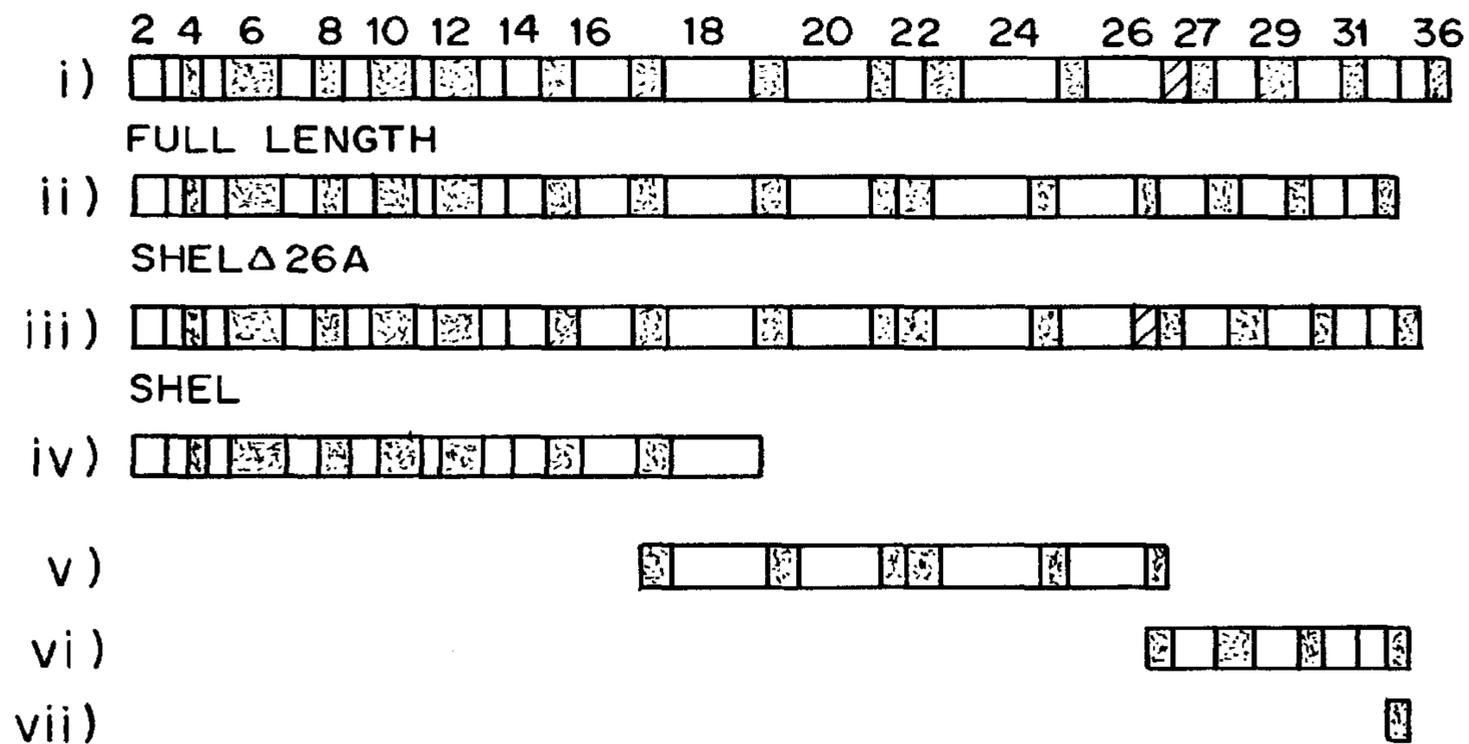 2 4 6 8 10 12 14 16 18 20 22 24 26 27 29 31 36
i)
FULL LENGTH
ii)
SHELΔ26A
iii)
SHEL
iv)
v)
vi)
vii)